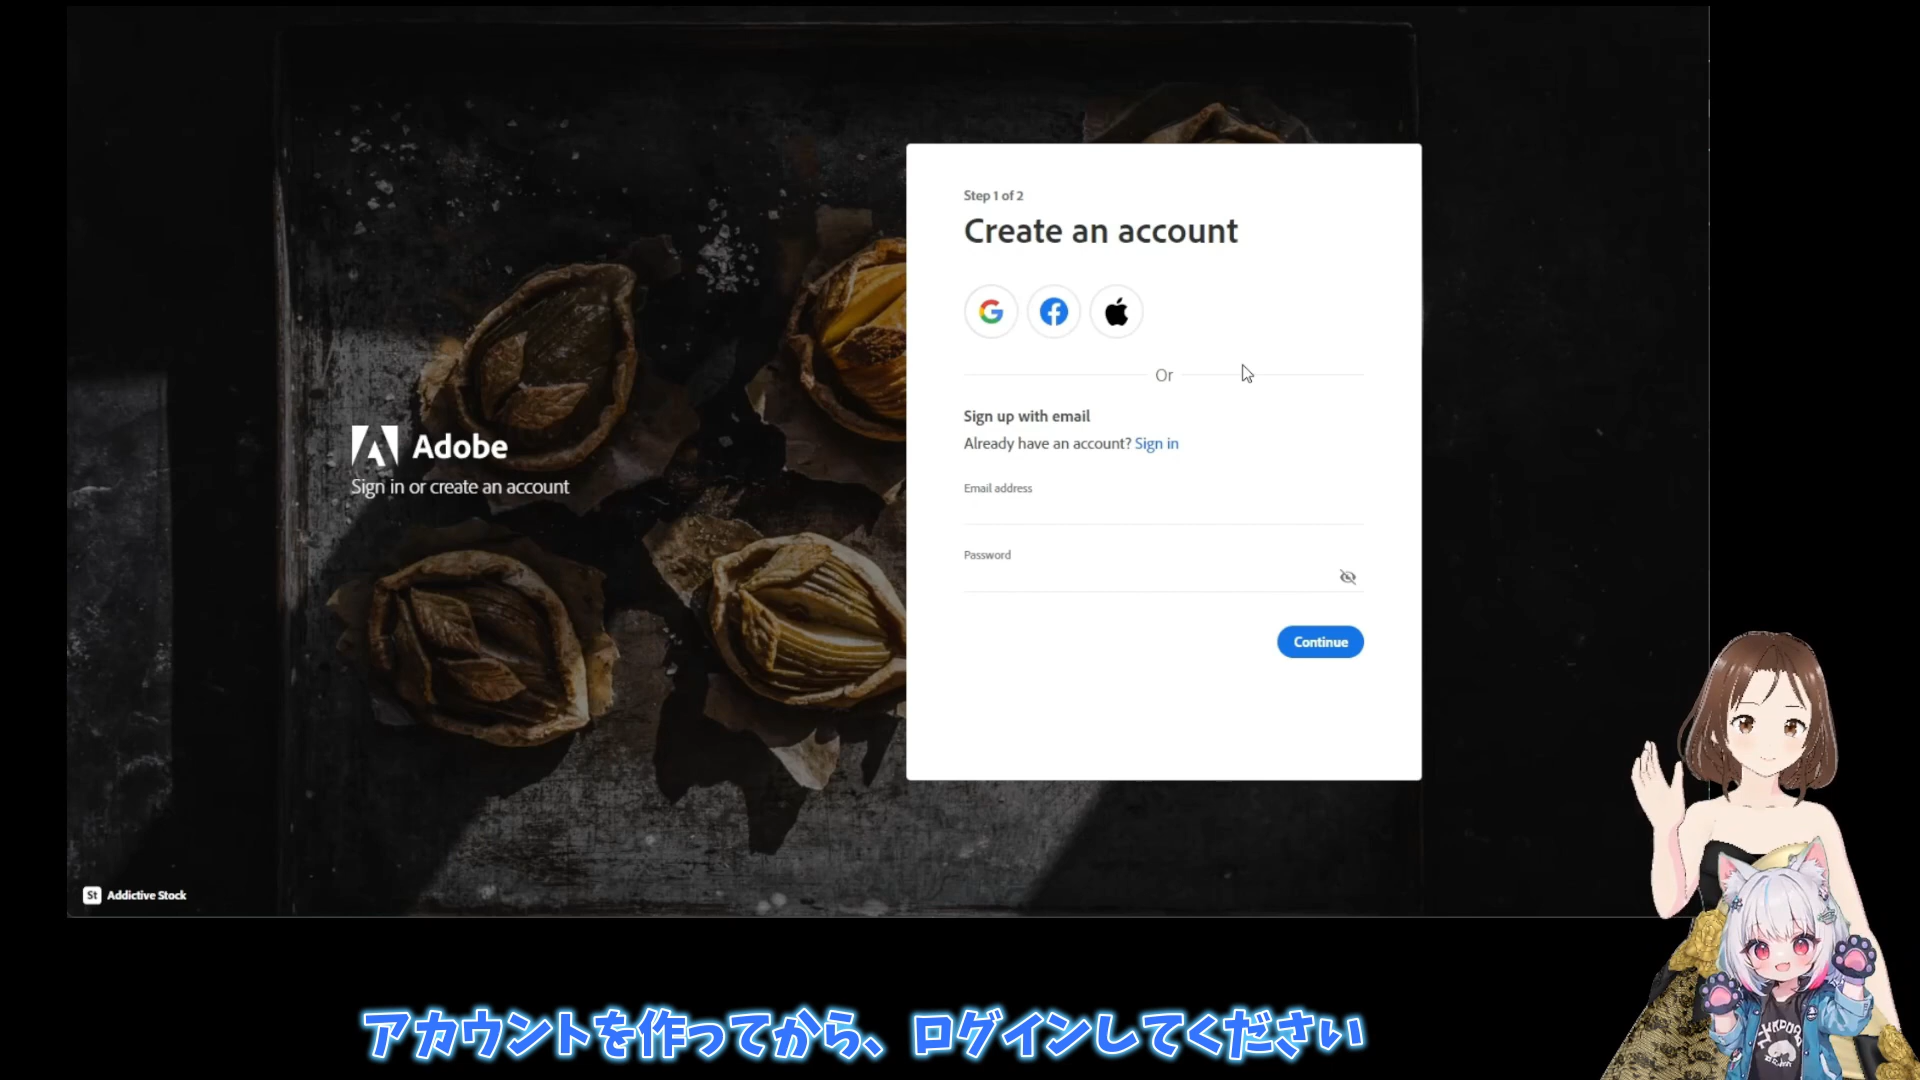 Step 1 of 2
Create an account
Or
Sign up with email
Already have an account? Sign in
Email address
Password
Continue
Adobe
Sign in or create an account
St Addictive Stock
アカウントを作ってから、ログインしてください